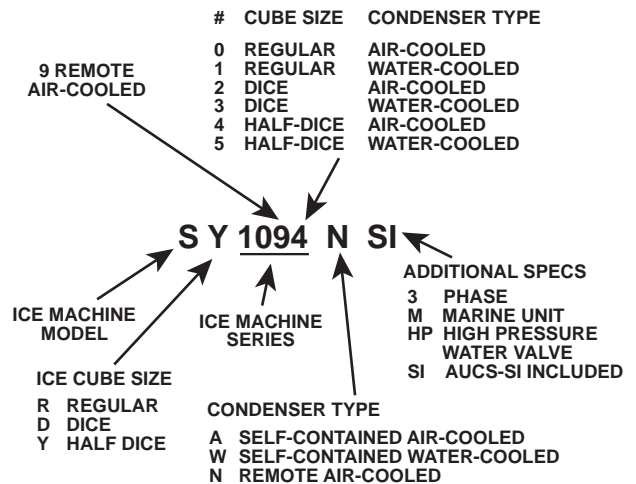 # CUBE SIZE CONDENSER TYPE
0 REGULAR AIR-COOLED
1 REGULAR WATER-COOLED
2 DICE AIR-COOLED
3 DICE WATER-COOLED
4 HALF-DICE AIR-COOLED
5 HALF-DICE WATER-COOLED
9 REMOTE
AIR-COOLED
S Y 1094 N SI
ICE MACHINE
MODEL
ICE MACHINE
SERIES
ADDITIONAL SPECS
3 PHASE
M MARINE UNIT
HP HIGH PRESSURE
WATER VALVE
SI AUCS-SI INCLUDED
ICE CUBE SIZE
R REGULAR
D DICE
Y HALF DICE
CONDENSER TYPE
A SELF-CONTAINED AIR-COOLED
W SELF-CONTAINED WATER-COOLED
N REMOTE AIR-COOLED